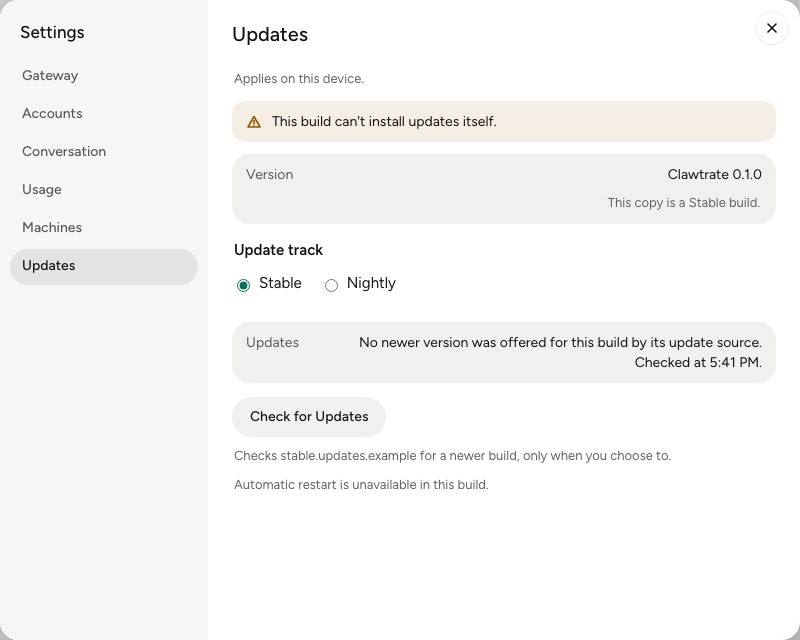 Settings
Gateway
Accounts
Conversation
Usage
Machines
Updates
Updates
Applies on this device.
This build can't install updates itself.
Version
Clawtrate 0.1.0
This copy is a Stable build.
Update track
Stable
Nightly
Updates
No newer version was offered for this build by its update source.
Checked at 5:41 PM.
Check for Updates
Checks stable.updates.example for a newer build, only when you choose to.
Automatic restart is unavailable in this build.